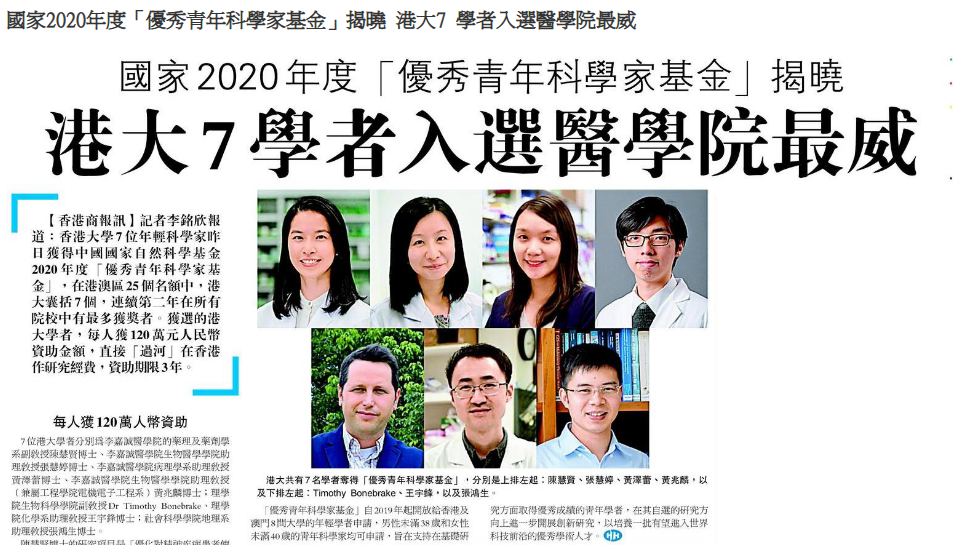 國家2020年度「優秀青年科學家基金」揭曉 港大7 學者入選醫學院最威
國家2020年度「優秀青年科學家基金」揭曉
港大7學者入選醫學院最威
【香港商報訊】記者李銘欣報
道：香港大學7位年輕科學家昨
日獲得中國國家自然科學基金
2020年度「優秀青年科學家基
金」，在港澳區25個名額中，港
大囊括7個，連續第二年在所有
院校中有最多獲獎者。獲選的港
大學者，每人獲120萬元人民幣
資助金額，直接「過河」在香港
作研究經費，資助期限3年。
每人獲120萬人幣資助
7位港大學者分別為李嘉誠醫學院的藥理及藥劑學
系副教授陳慧賢博士、李嘉誠醫學院生物醫學學院助
理教授張慧婷博士、李嘉誠醫學院病理學系助理教授
黃澤蕾博士、李嘉誠醫學院生物醫學學院助理教授
（兼屬工程學院電機電子工程系）黃兆麟博士；理學
院生物科學學院副教授Dr Timothy Bonebrake、理學
院化學系助理教授王宇鋒博士；社會科學學院地理系
助理教授張鴻生博士。
陳慧賢博士的研究項目是「優化對精神疾病患者的
港大共有7名學者奪得「優秀青年科學家基金」，分別是上排左起：陳慧賢、張慧婷、黃澤蕾、黃兆麟，以
及下排左起：Timothy Bonebrake、王宇鋒，以及張鴻生。
「優秀青年科學家基金」自2019年起開放給香港及
澳門8間大學的年輕學者申請，男性未滿38歲和女性
未滿40歲的青年科學家均可申請，旨在支持在基礎研
究方面取得優秀成績的青年學者，在其自選的研究方
向上進一步開展創新研究，以培養一批有望進入世界
科技前沿的優秀學術人才。